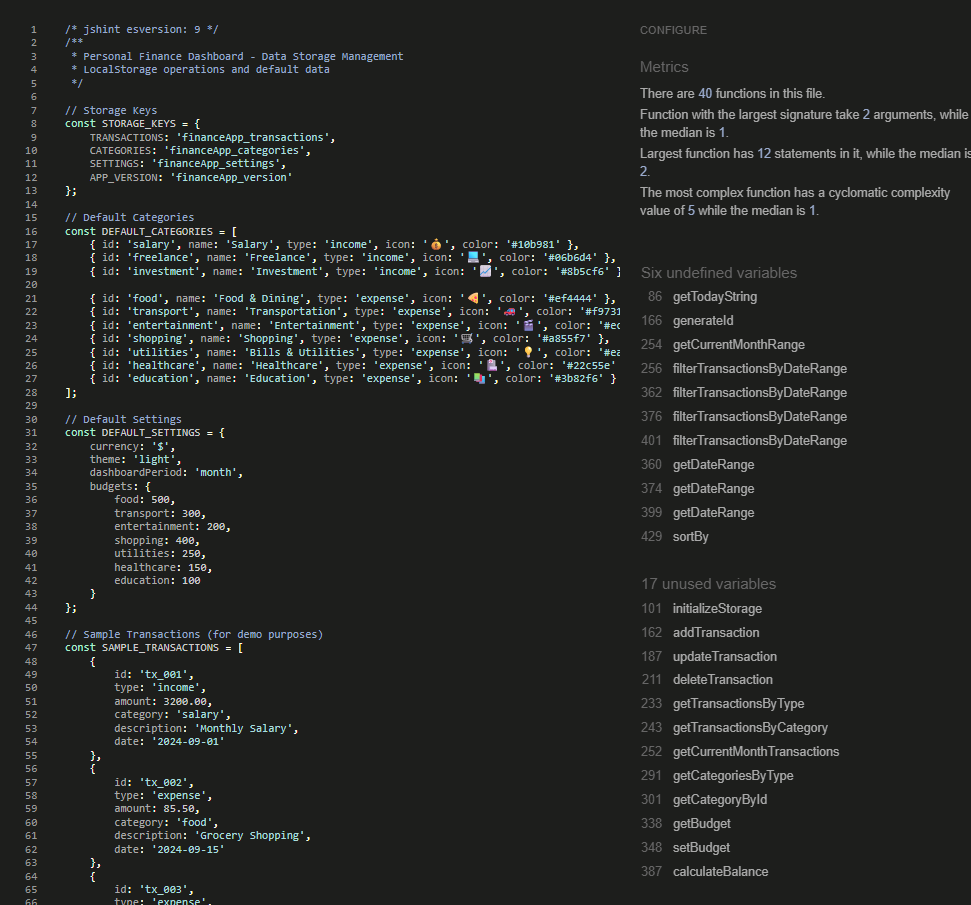 1 /* jshint esversion: 9 */
2 /**
3 * Personal Finance Dashboard - Data Storage Management
4 * LocalStorage operations and default data
5 */
6
7 // Storage Keys
8 const STORAGE_KEYS = {
9 TRANSACTIONS: 'financeApp_transactions',
10 CATEGORIES: 'financeApp_categories',
11 SETTINGS: 'financeApp_settings',
12 APP_VERSION: 'financeApp_version'
13 };
14
15 // Default Categories
16 const DEFAULT_CATEGORIES = [
17 { id: 'salary', name: 'Salary', type: 'income', icon: '💰', color: '#10b981' },
18 { id: 'freelance', name: 'Freelance', type: 'income', icon: '💻', color: '#06b6d4' },
19 { id: 'investment', name: 'Investment', type: 'income', icon: '📈', color: '#8b5cf6' }
20
21 { id: 'food', name: 'Food & Dining', type: 'expense', icon: '🍕', color: '#ef4444' },
22 { id: 'transport', name: 'Transportation', type: 'expense', icon: '🚗', color: '#f9731
23 { id: 'entertainment', name: 'Entertainment', type: 'expense', icon: '🎬', color: '#ec
24 { id: 'shopping', name: 'Shopping', type: 'expense', icon: '🛒', color: '#a855f7' },
25 { id: 'utilities', name: 'Bills & Utilities', type: 'expense', icon: '💡', color: '#ea
26 { id: 'healthcare', name: 'Healthcare', type: 'expense', icon: '🏥', color: '#22c55e'
27 { id: 'education', name: 'Education', type: 'expense', icon: '📚', color: '#3b82f6' }
28 ];
29
30 // Default Settings
31 const DEFAULT_SETTINGS = {
32 currency: '$',
33 theme: 'light',
34 dashboardPeriod: 'month',
35 budgets: {
36 food: 500,
37 transport: 300,
38 entertainment: 200,
39 shopping: 400,
40 utilities: 250,
41 healthcare: 150,
42 education: 100
43 }
44 };
45
46 // Sample Transactions (for demo purposes)
47 const SAMPLE_TRANSACTIONS = [
48 {
49 id: 'tx_001',
50 type: 'income',
51 amount: 3200.00,
52 category: 'salary',
53 description: 'Monthly Salary',
54 date: '2024-09-01'
55 },
56 {
57 id: 'tx_002',
58 type: 'expense',
59 amount: 85.50,
60 category: 'food',
61 description: 'Grocery Shopping',
62 date: '2024-09-15'
63 },
64 {
65 id: 'tx_003',
66 type: 'expense',
CONFIGURE
Metrics
There are 40 functions in this file.
Function with the largest signature take 2 arguments, while
the median is 1.
Largest function has 12 statements in it, while the median is
2.
The most complex function has a cyclomatic complexity
value of 5 while the median is 1.
Six undefined variables
86 getTodayString
166 generateId
254 getCurrentMonthRange
256 filterTransactionsByDateRange
362 filterTransactionsByDateRange
376 filterTransactionsByDateRange
401 filterTransactionsByDateRange
360 getDateRange
374 getDateRange
399 getDateRange
429 sortBy
17 unused variables
101 initializeStorage
162 addTransaction
187 updateTransaction
211 deleteTransaction
233 getTransactionsByType
243 getTransactionsByCategory
252 getCurrentMonthTransactions
291 getCategoriesByType
301 getCategoryById
338 getBudget
348 setBudget
387 calculateBalance